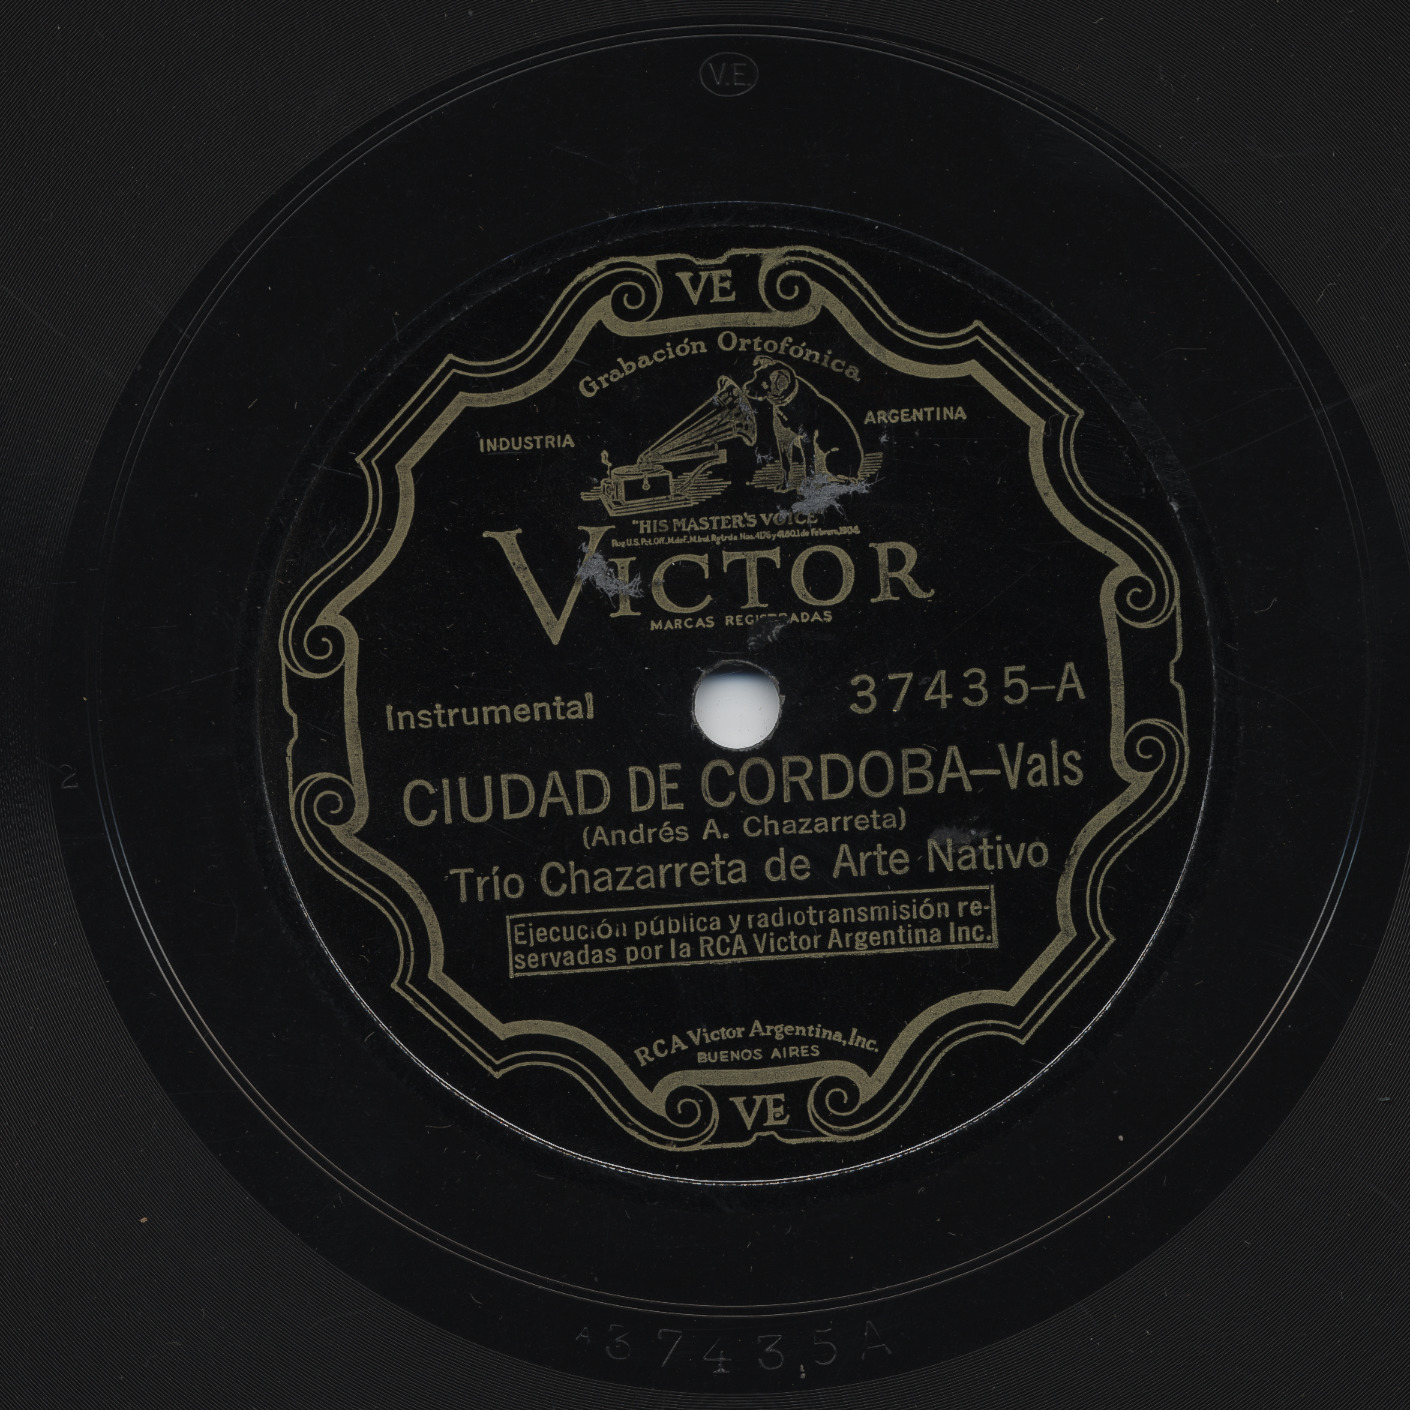 V.E.
VE
Grabación Ortofónica
INDUSTRIA
ARGENTINA
"HIS MASTER'S VOICE"
VICTOR
MARCAS REGISTRADAS
Instrumental
37435-A
CIUDAD DE CORDOBA-Vals
(Andrés A. Chazarreta)
Trío Chazarreta de Arte Nativo
Ejecución pública y radiotransmisión re-
servadas por la RCA Victor Argentina Inc.
RCA Victor Argentina, Inc.
BUENOS AIRES
VE
2
A 37435 A